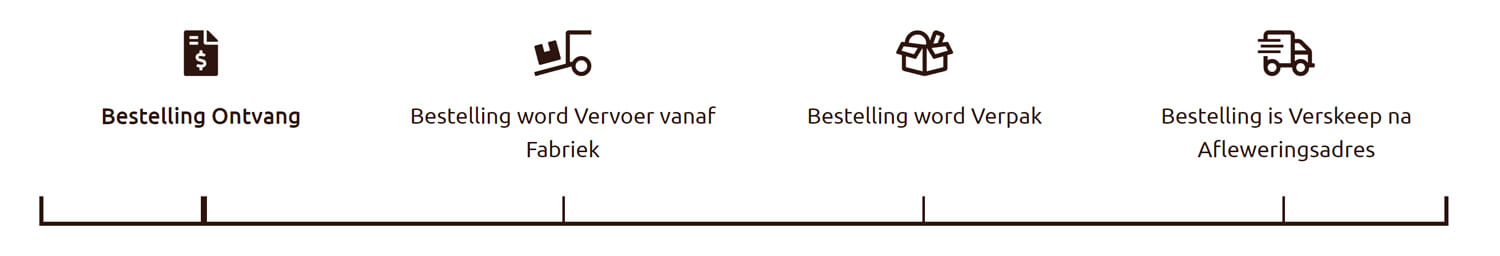 Bestelling Ontvang
Bestelling word Vervoer vanaf
Fabriek
Bestelling word Verpak
Bestelling is Verskeep na
Afleweringsadres